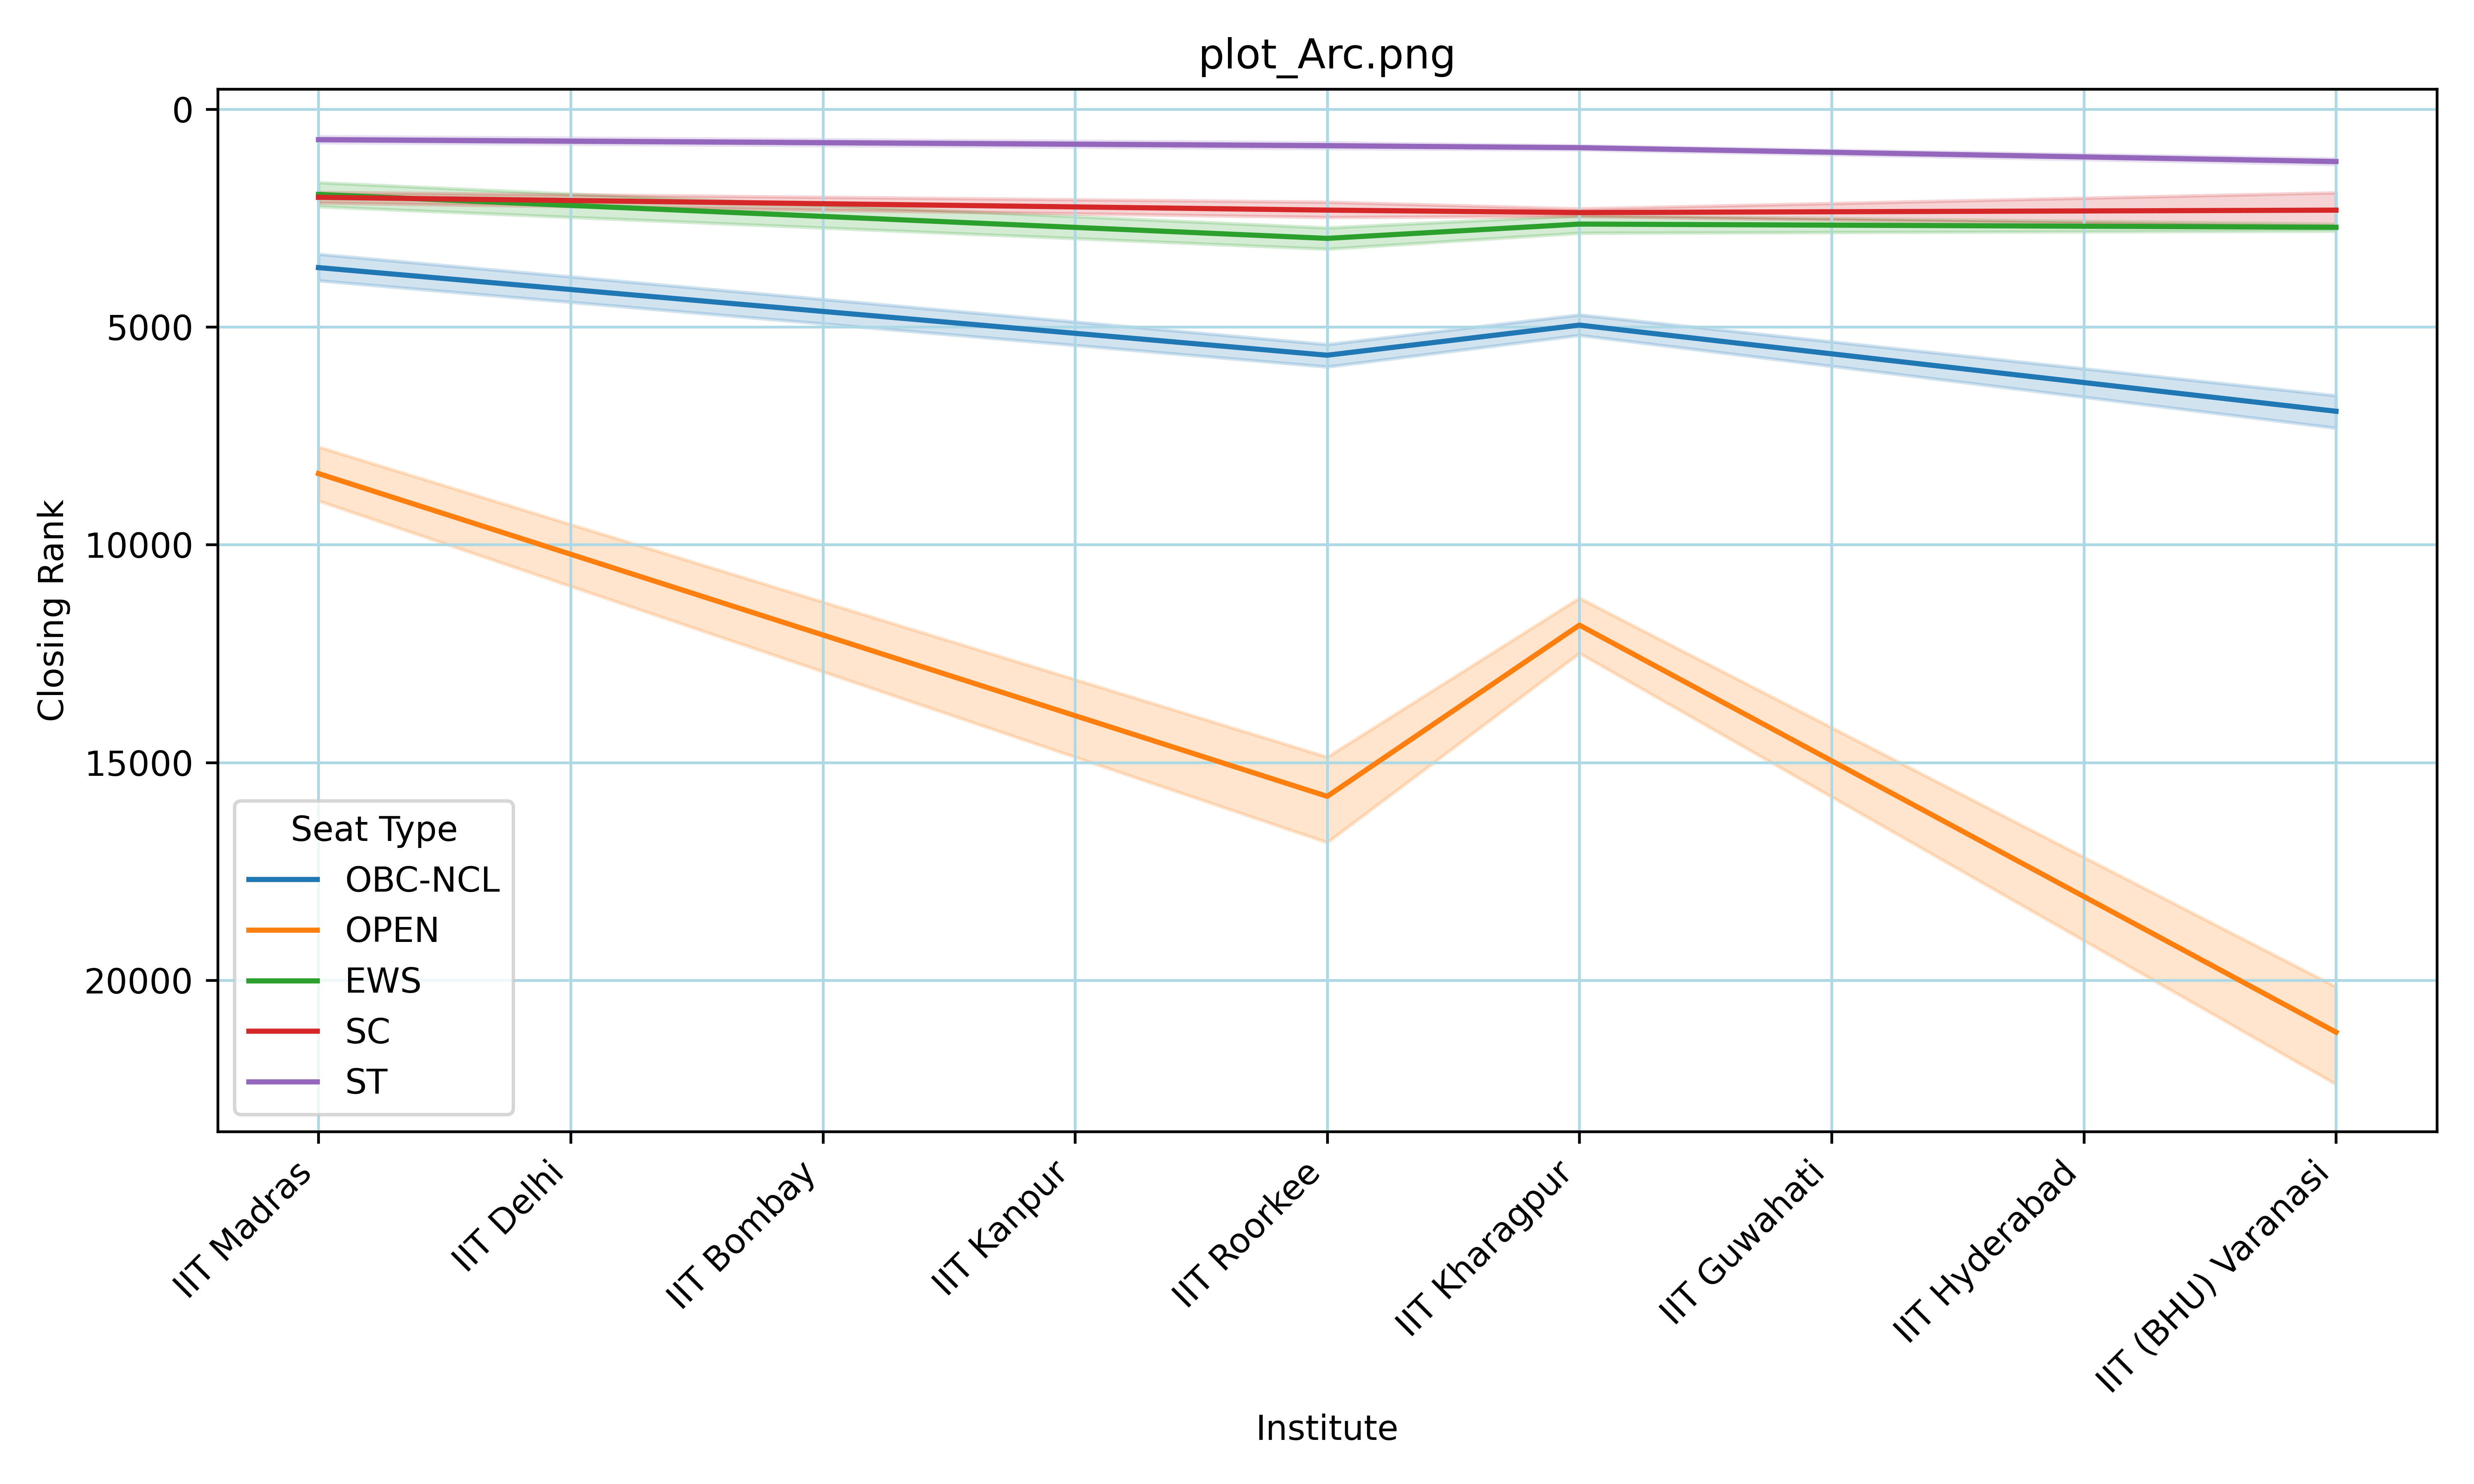 plot_Arc.png
Closing Rank
0
5000
10000
15000
20000
Seat Type
OBC-NCL
OPEN
EWS
SC
ST
IIT Madras
IIT Delhi
IIT Bombay
IIT Kanpur
IIT Roorkee
IIT Kharagpur
IIT Guwahati
IIT Hyderabad
IIT (BHU) Varanasi
Institute